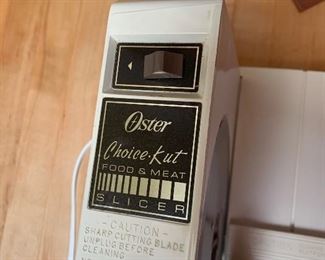 Oster
Choice·Kut
FOOD & MEAT
SLICER
-CAUTION-
SHARP CUTTING BLADE
UNPLUG BEFORE
CLEANING